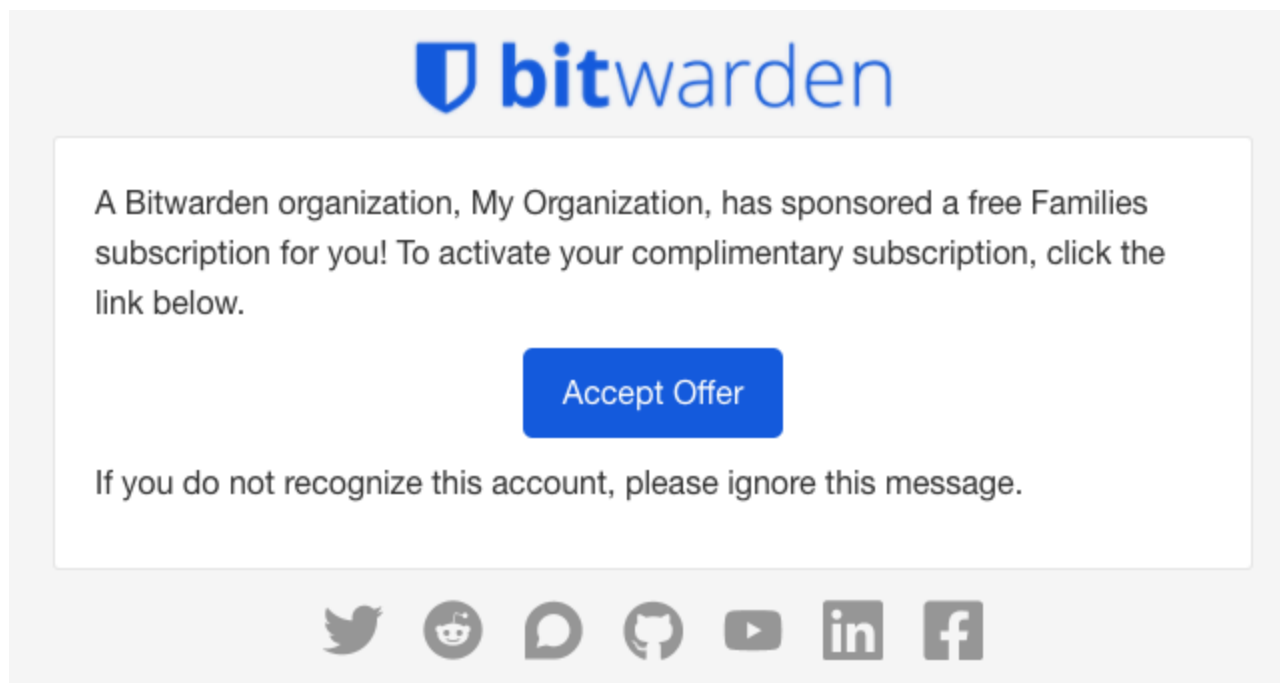 bitwarden
A Bitwarden organization, My Organization, has sponsored a free Families
subscription for you! To activate your complimentary subscription, click the
link below.
Accept Offer
If you do not recognize this account, please ignore this message.
in